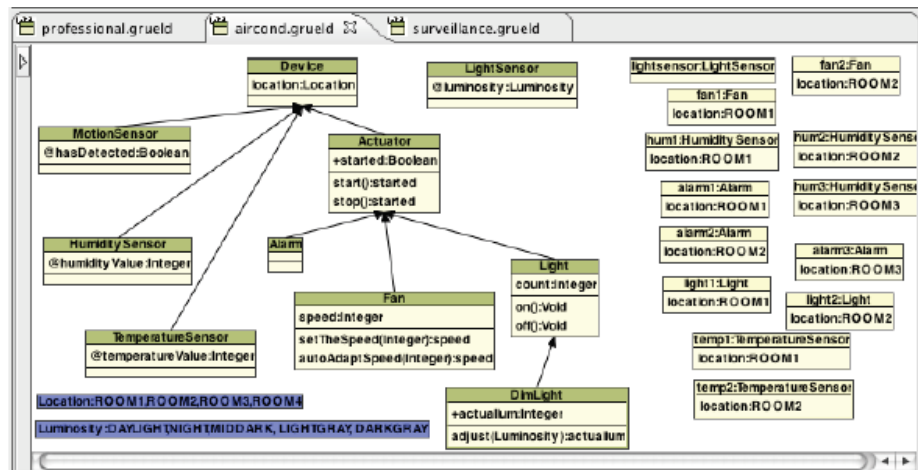 professional.grueld
aircond.grueld
surveillance.grueld
Device
location:Location
LightSensor
@luminosity:Luminosity
MotionSensor
@hasDetected:Boolean
Actuator
+started:Boolean
start():started
stop():started
HumiditySensor
@humidityValue:Integer
Alarm
Fan
speed:Integer
setTheSpeed(Integer):speed
autoAdaptSpeed(Integer):speed
Light
count:Integer
on():Void
off():Void
TemperatureSensor
@temperatureValue:Integer
DimLight
+actuallum:Integer
adjust(Luminosity):actuallum
Location:ROOM1,ROOM2,ROOM3,ROOM4
Luminosity:DAYLIGHT,NIGHT,MIDDARK, LIGHTGRAY, DARKGRAY
lightsensor:LightSensor
fan2:Fan
location:ROOM2
fan1:Fan
location:ROOM1
hum1:HumiditySensor
location:ROOM1
hum2:HumiditySensor
location:ROOM2
alarm1:Alarm
location:ROOM1
hum3:HumiditySensor
location:ROOM3
alarm2:Alarm
location:ROOM2
alarm3:Alarm
location:ROOM3
light1:Light
location:ROOM1
light2:Light
location:ROOM2
temp1:TemperatureSensor
location:ROOM1
temp2:TemperatureSensor
location:ROOM2